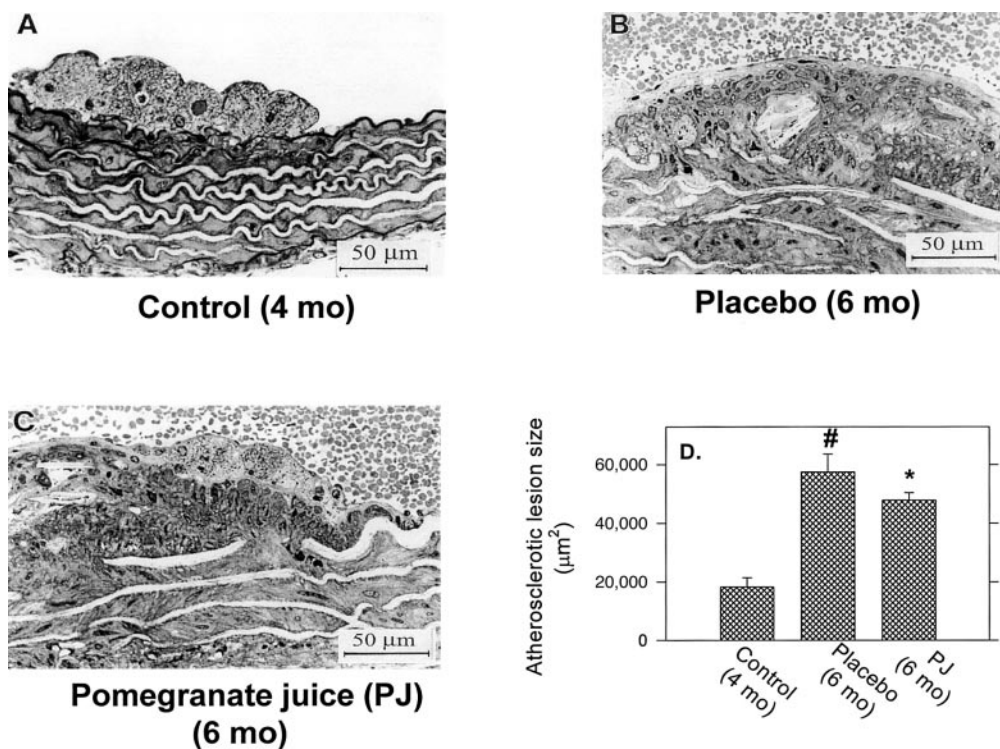 A
50 μm
Control (4 mo)
B
50 μm
Placebo (6 mo)
C
50 μm
Pomegranate juice (PJ)
(6 mo)
D.
Atherosclerotic lesion size
(μm²)
60,000
40,000
20,000
0
#
*
Control
(4 mo)
Placebo
(6 mo)
PJ
(6 mo)